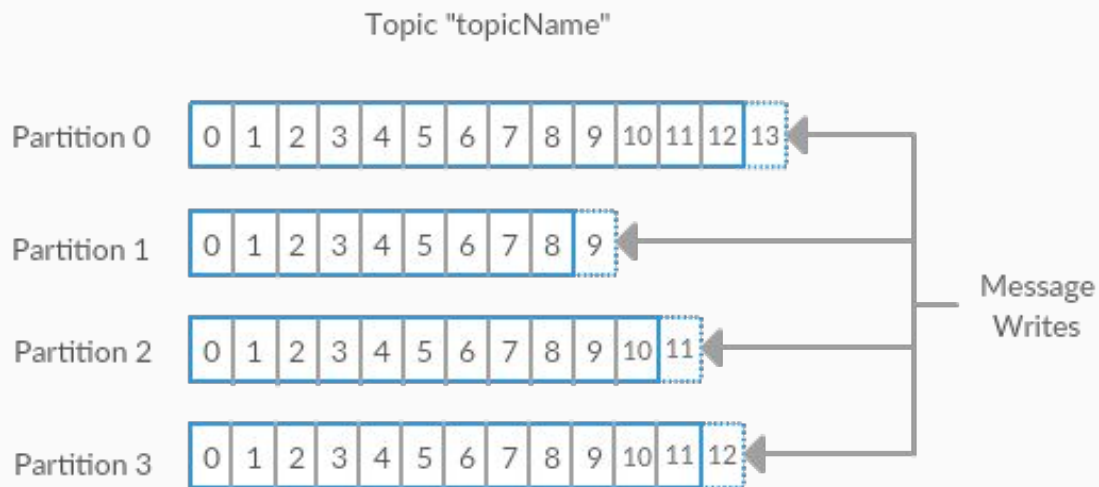 Topic "topicName"
Partition 0 0 1 2 3 4 5 6 7 8 9 10 11 12 13
Partition 1 0 1 2 3 4 5 6 7 8 9
Partition 2 0 1 2 3 4 5 6 7 8 9 10 11
Partition 3 0 1 2 3 4 5 6 7 8 9 10 11 12
Message
Writes